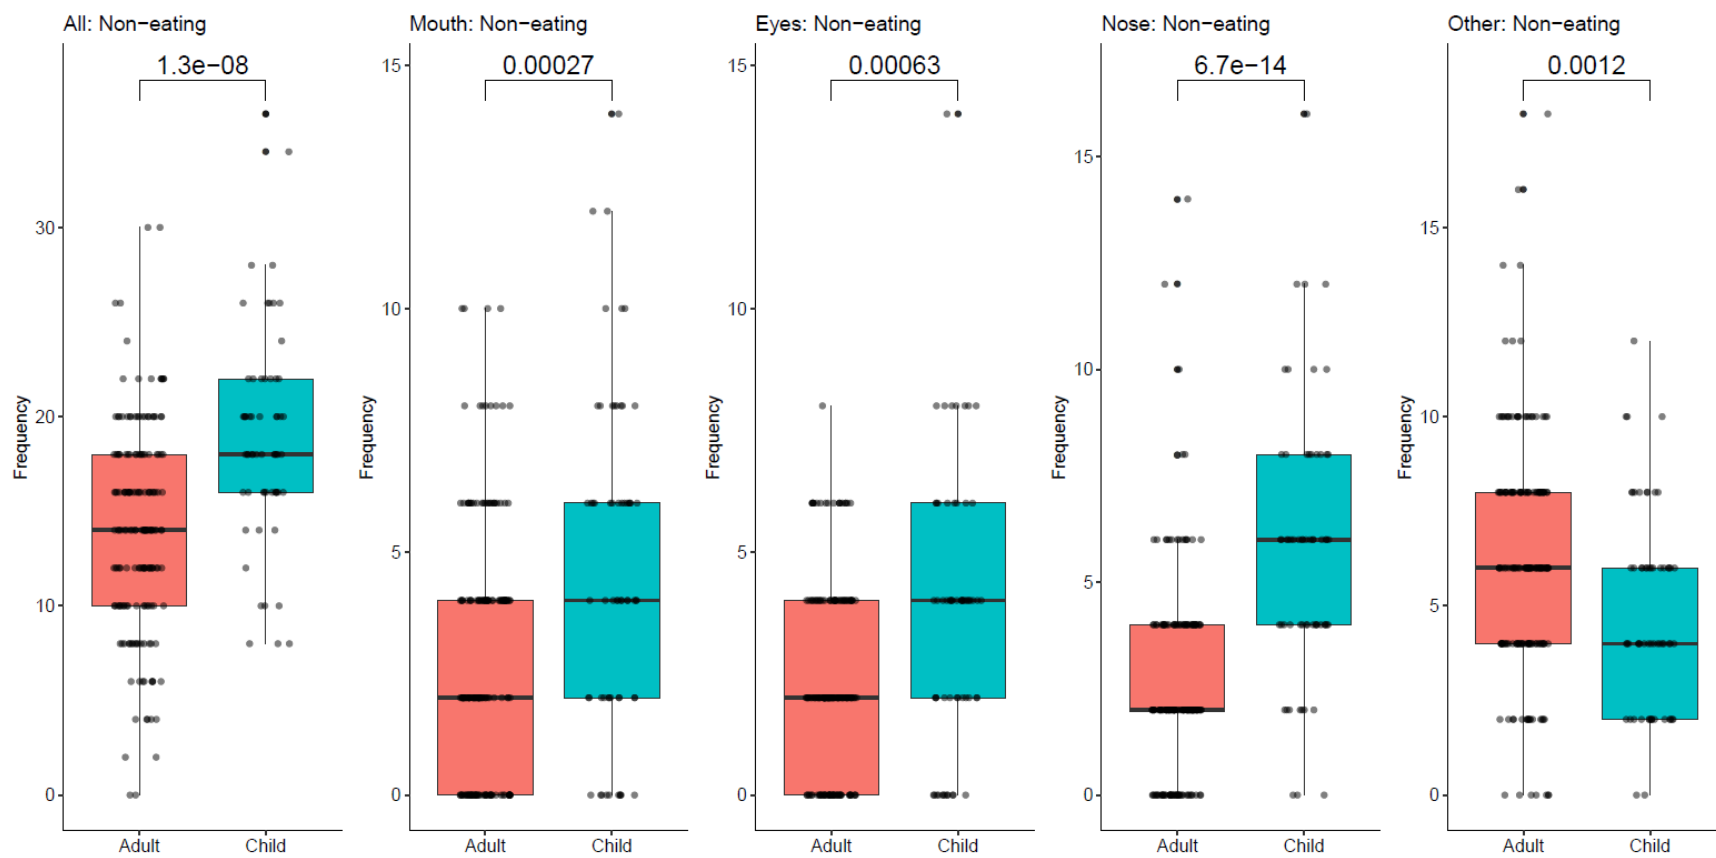 All: Non−eating
Mouth: Non−eating
Eyes: Non−eating
Nose: Non−eating
Other: Non−eating
1.3e−08
0.00027
0.00063
6.7e−14
0.0012
Frequency
30
20
10
0
Adult
Child
Frequency
15
10
5
0
Adult
Child
Frequency
15
10
5
0
Adult
Child
Frequency
15
10
5
0
Adult
Child
Frequency
15
10
5
0
Adult
Child